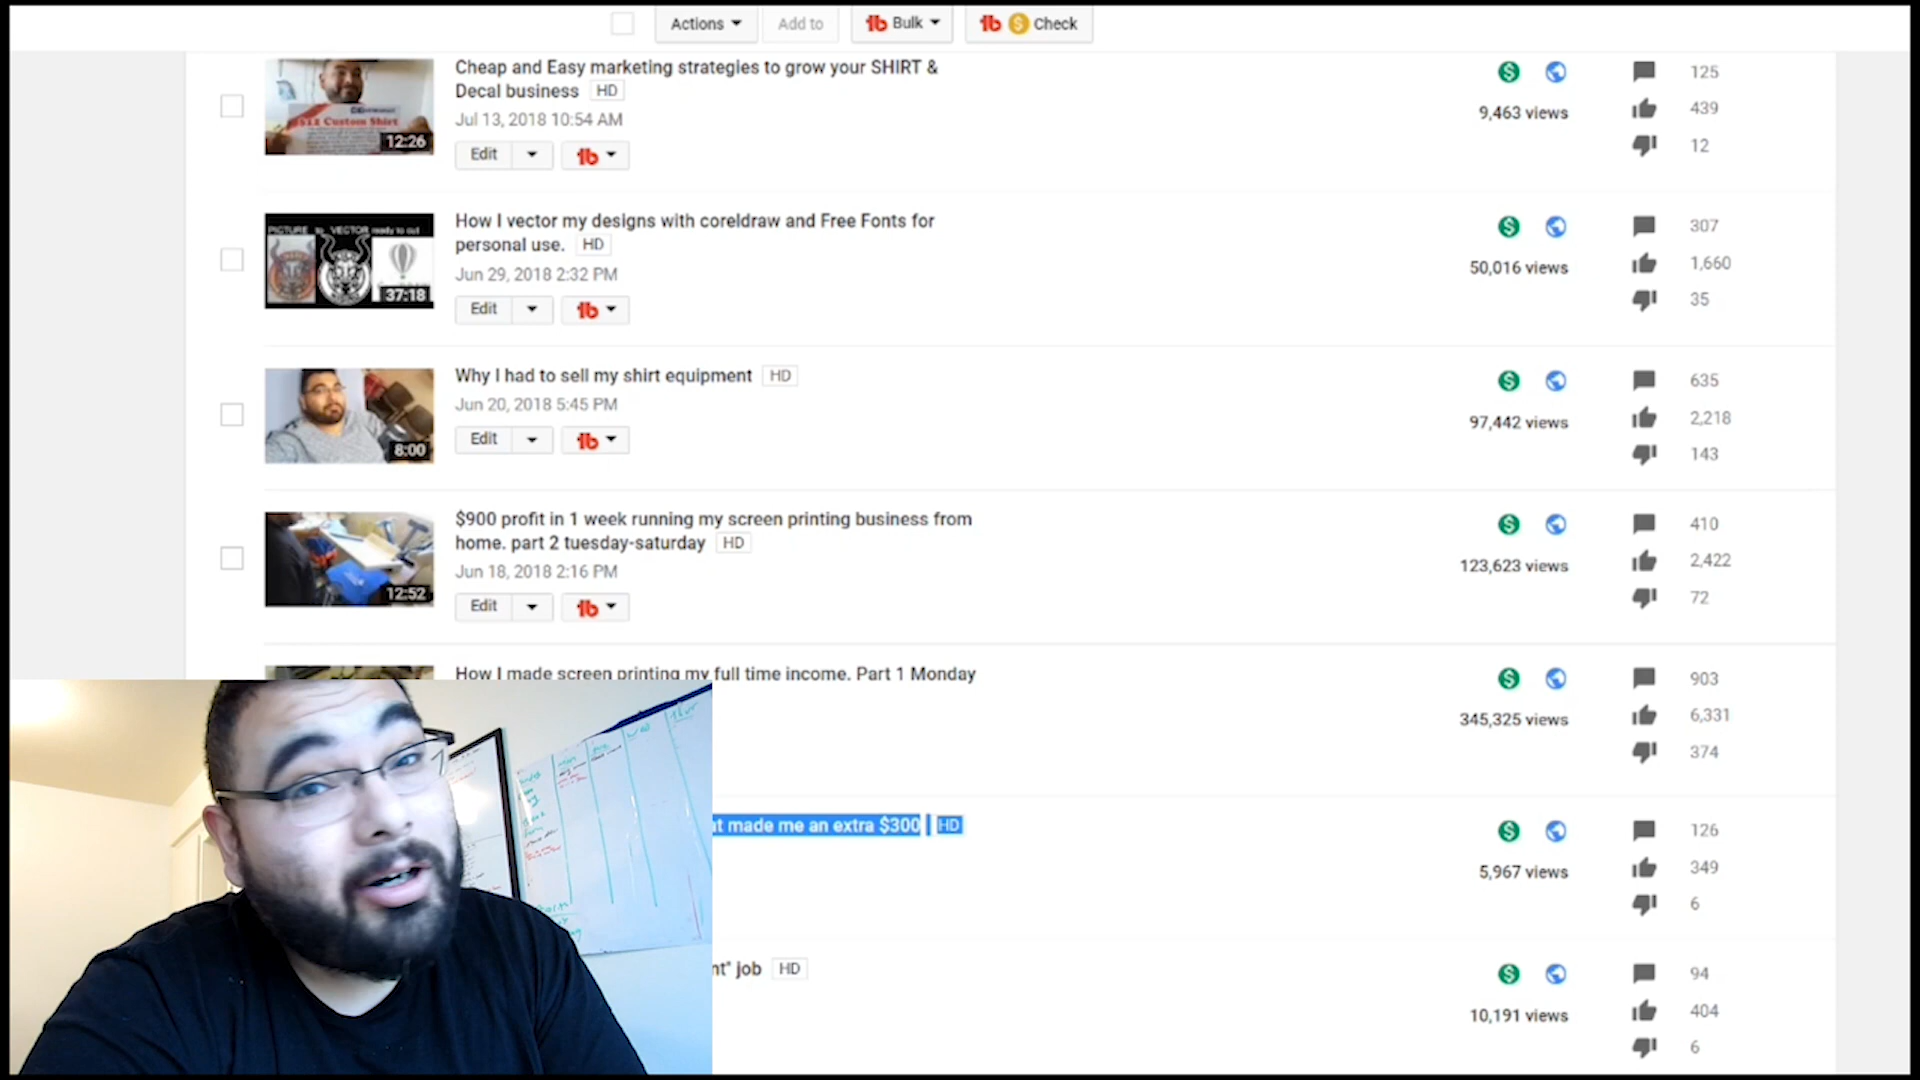 Actions
Add to
Bulk
$ Check
Cheap and Easy marketing strategies to grow your SHIRT &
Decal business HD
Jul 13, 2018 10:54 AM
Edit
12:26
$
9,463 views
125
439
12
PICTURE to VECTOR ready to cut
How I vector my designs with coreldraw and Free Fonts for
personal use. HD
Jun 29, 2018 2:32 PM
Edit
37:18
$
50,016 views
307
1,660
35
Why I had to sell my shirt equipment HD
Jun 20, 2018 5:45 PM
Edit
8:00
$
97,442 views
635
2,218
143
$900 profit in 1 week running my screen printing business from
home. part 2 tuesday-saturday HD
Jun 18, 2018 2:16 PM
Edit
12:52
$
123,623 views
410
2,422
72
How I made screen printing my full time income. Part 1 Monday
$
345,325 views
903
6,331
374
made me an extra $300 HD
$
5,967 views
126
349
6
job HD
$
10,191 views
94
404
6